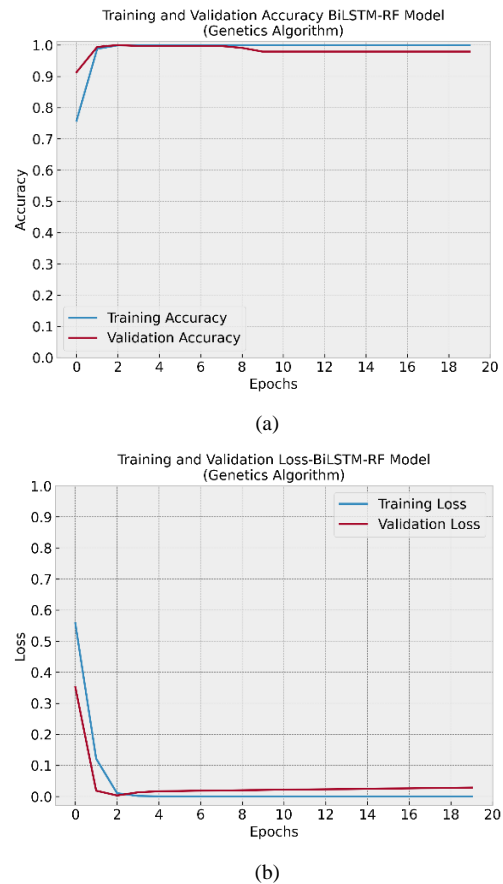 Training and Validation Accuracy BiLSTM-RF Model
(Genetics Algorithm)
1.0
0.9
0.8
0.7
0.6
0.5
0.4
0.3
0.2
0.1
0.0
Accuracy
Training Accuracy
Validation Accuracy
0 2 4 6 8 10 12 14 16 18 20
Epochs
(a)
Training and Validation Loss-BiLSTM-RF Model
(Genetics Algorithm)
1.0
0.9
0.8
0.7
0.6
0.5
0.4
0.3
0.2
0.1
0.0
Loss
Training Loss
Validation Loss
0 2 4 6 8 10 12 14 16 18 20
Epochs
(b)